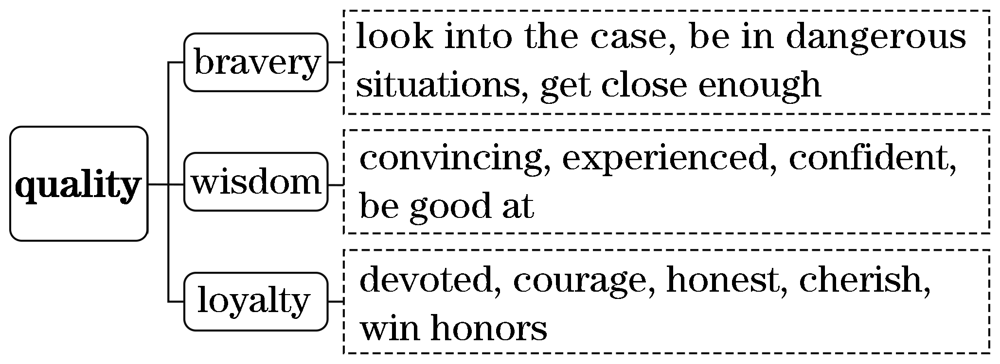 quality
bravery
look into the case, be in dangerous
situations, get close enough
wisdom
convincing, experienced, confident,
be good at
loyalty
devoted, courage, honest, cherish,
win honors